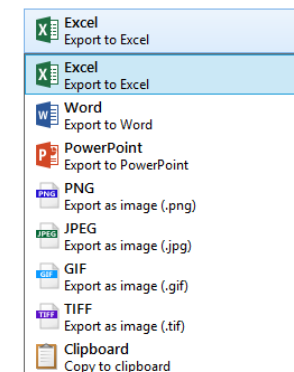 Excel
Export to Excel
Excel
Export to Excel
Word
Export to Word
PowerPoint
Export to PowerPoint
PNG
PNG
Export as image (.png)
JPEG
JPEG
Export as image (.jpg)
GIF
GIF
Export as image (.gif)
TIFF
TIFF
Export as image (.tif)
Clipboard
Copy to clipboard